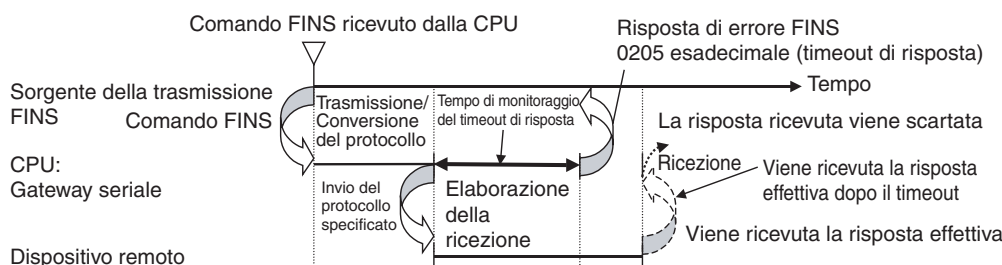 Comando FINS ricevuto dalla CPU
Risposta di errore FINS
0205 esadecimale (timeout di risposta)
Tempo
Sorgente della trasmissione
FINS
Comando FINS
Trasmissione/
Conversione
del protocollo
Tempo di monitoraggio
del timeout di risposta
La risposta ricevuta viene scartata
CPU:
Gateway seriale
Invio del
protocollo
specificato
Elaborazione
della
ricezione
Ricezione
Viene ricevuta la risposta
effettiva dopo il timeout
Viene ricevuta la risposta effettiva
Dispositivo remoto